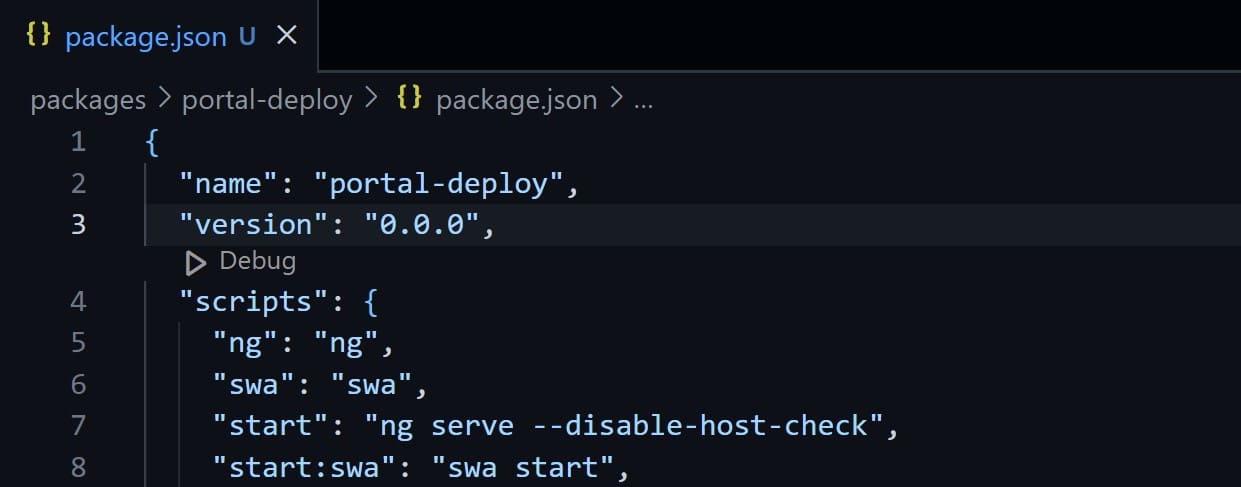 {} package.json U ×
packages > portal-deploy > {} package.json > ...
1 {
2 "name": "portal-deploy",
3 "version": "0.0.0",
Debug
4 "scripts": {
5 "ng": "ng",
6 "swa": "swa",
7 "start": "ng serve --disable-host-check",
8 "start:swa": "swa start",